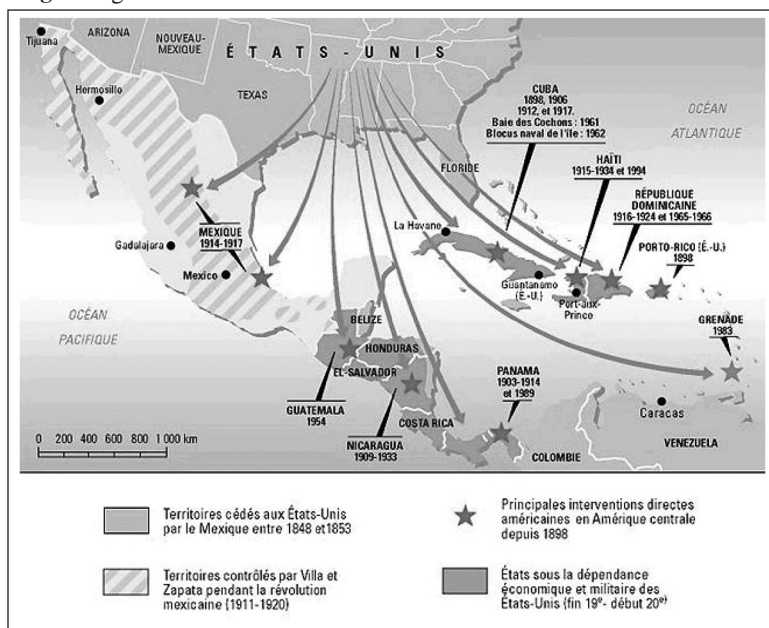 ARIZONA
NOUVEAU-
MEXIQUE
Tijuana
ÉTATS-UNIS
Hermosillo
TEXAS
CUBA
1898, 1906
1912, et 1917.
Baie des Cochons : 1961
Blocus naval de l'île : 1962
OCÉAN
ATLANTIQUE
FLORIDE
HAÏTI
1915-1934 et 1994
RÉPUBLIQUE
DOMINICAINE
1916-1924 et 1965-1966
La Havane
MEXIQUE
1914-1917
Gadalajara
Mexico
PORTO-RICO (É.-U.)
1898
Guantanamo
(É.-U.)
Port-aux-
Prince
OCÉAN
PACIFIQUE
BELIZE
GRENADE
1983
HONDURAS
EL-SALVADOR
PANAMA
1903-1914
et 1989
GUATEMALA
1954
COSTA RICA
Caracas
NICARAGUA
1909-1933
COLOMBIE
VENEZUELA
0 200 400 600 800 1 000 km
Territoires cédés aux États-Unis
par le Mexique entre 1848 et1853
Principales interventions directes
américaines en Amérique centrale
depuis 1898
Territoires contrôlés par Villa et
Zapata pendant la révolution
mexicaine (1911-1920)
États sous la dépendance
économique et militaire des
États-Unis (fin 19e- début 20e)